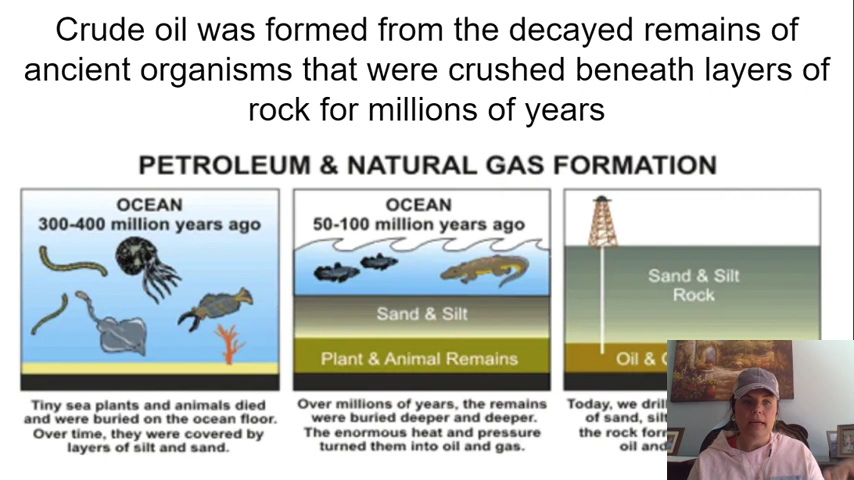 Crude oil was formed from the decayed remains of
ancient organisms that were crushed beneath layers of
rock for millions of years
PETROLEUM & NATURAL GAS FORMATION
OCEAN
300-400 million years ago
Tiny sea plants and animals died
and were buried on the ocean floor.
Over time, they were covered by
layers of silt and sand.
OCEAN
50-100 million years ago
Sand & Silt
Plant & Animal Remains
Over millions of years, the remains
were buried deeper and deeper.
The enormous heat and pressure
turned them into oil and gas.
Sand & Silt
Rock
Oil &
Today, we drill
of sand, silt
the rock
oil and